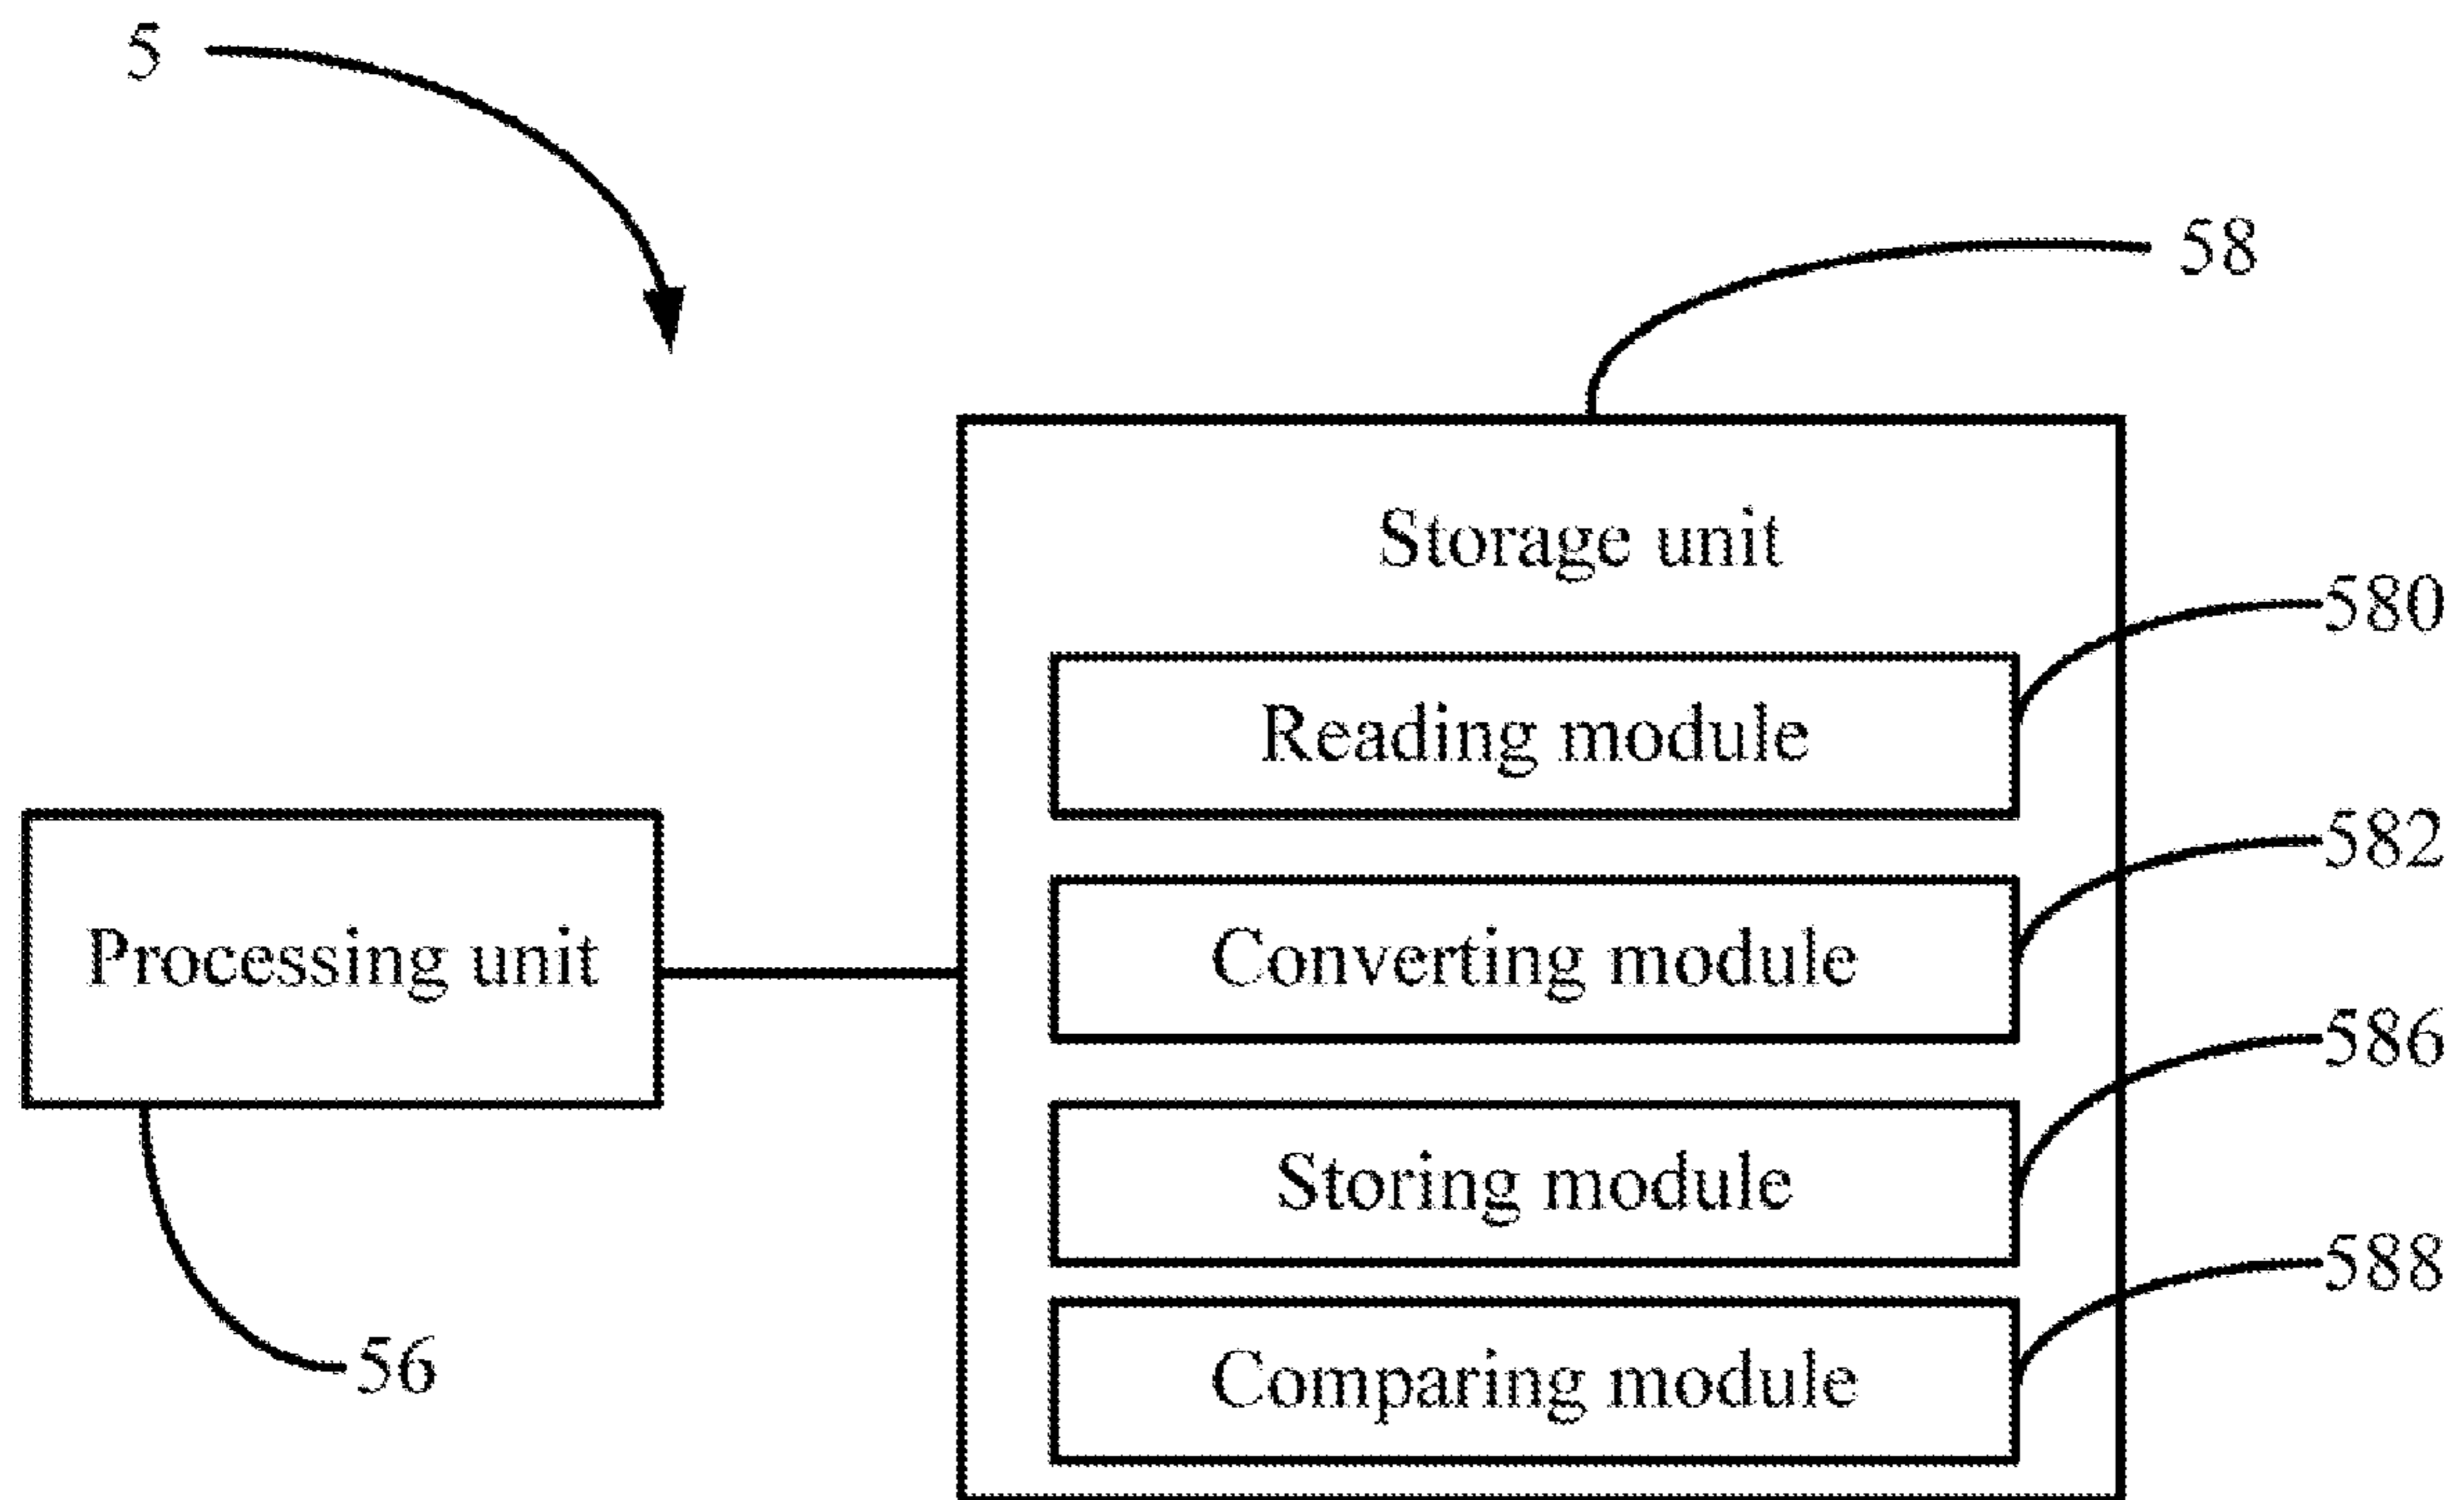 5
58
Storage unit
580
Reading module
582
Processing unit
Converting module
586
Storing module
588
56
Comparing module